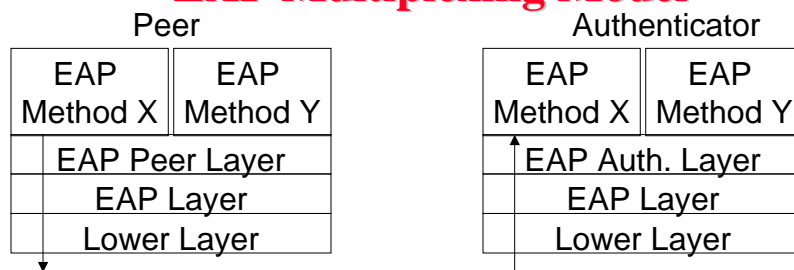 EAP Multiplexing Model
Peer
Authenticator
EAP
Method X
EAP
Method Y
EAP Peer Layer
EAP Layer
Lower Layer
EAP
Method X
EAP
Method Y
EAP Auth. Layer
EAP Layer
Lower Layer